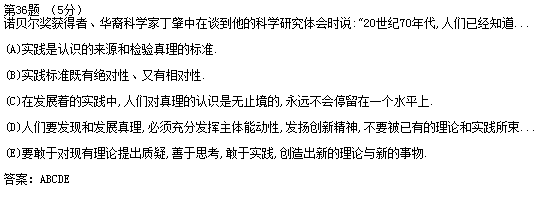 第36题 （5分）
诺贝尔奖获得者、华裔科学家丁肇中在谈到他的科学研究体会时说:“20世纪70年代,人们已经知道...
(A)实践是认识的来源和检验真理的标准.
(B)实践标准既有绝对性、又有相对性.
(C)在发展着的实践中,人们对真理的认识是无止境的,永远不会停留在一个水平上.
(D)人们要发现和发展真理,必须充分发挥主体能动性,发扬创新精神,不要被已有的理论和实践所束...
(E)要敢于对现有理论提出质疑,善于思考,敢于实践,创造出新的理论与新的事物.
答案: ABCDE